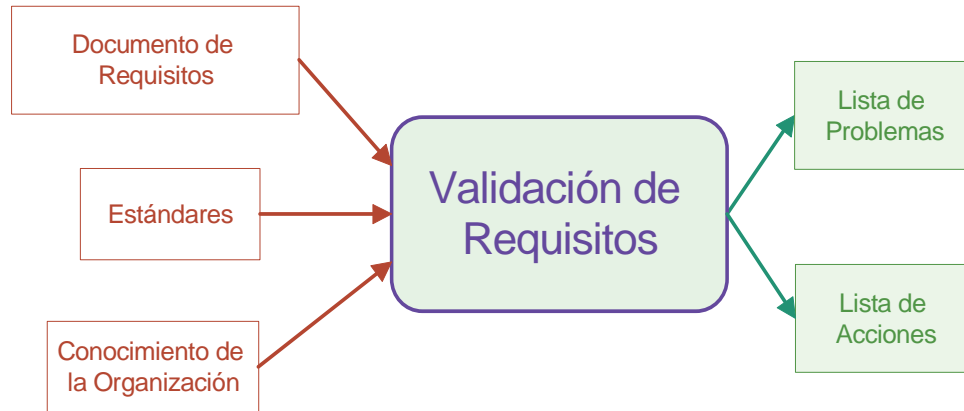 Documento de
Requisitos
Estándares
Conocimiento de
la Organización
Validación de
Requisitos
Lista de
Problemas
Lista de
Acciones